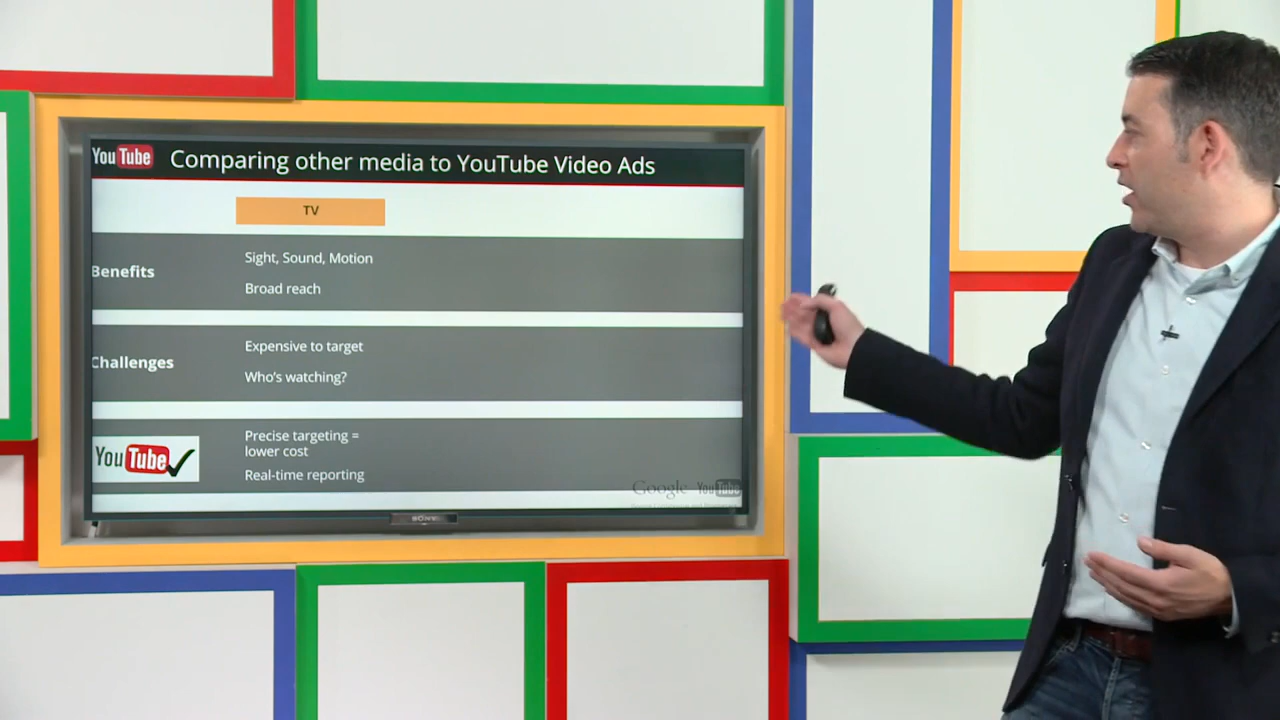 YouTube Comparing other media to YouTube Video Ads
TV
Benefits
Sight, Sound, Motion
Broad reach
Challenges
Expensive to target
Who's watching?
YouTube
Precise targeting =
lower cost
Real-time reporting
Google YouTube
SONY